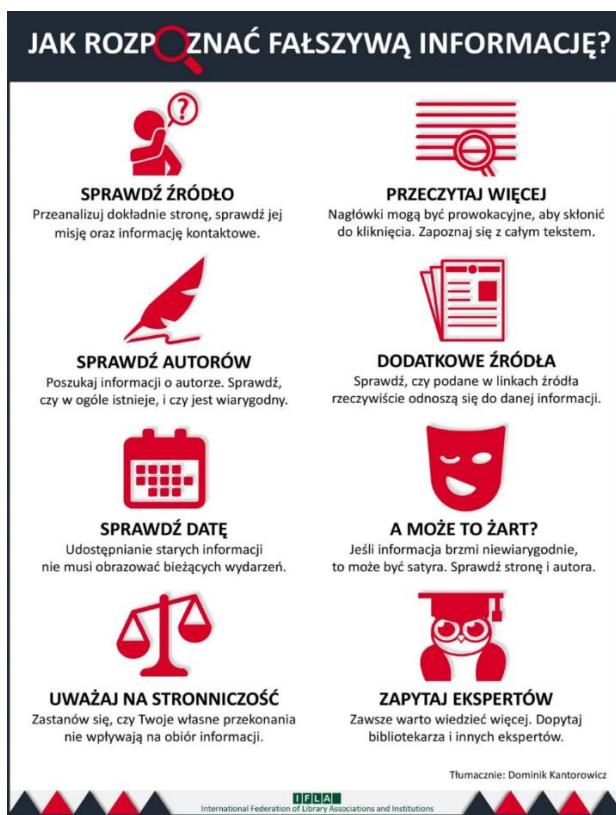 JAK ROZPOZNAĆ FAŁSZYWĄ INFORMACJĘ?
?
SPRAWDŹ ŹRÓDŁO
Przeanalizuj dokładnie stronę, sprawdź jej
misję oraz informację kontaktowe.
PRZECZYTAJ WIĘCEJ
Nagłówki mogą być prowokacyjne, aby skłonić
do kliknięcia. Zapoznaj się z całym tekstem.
SPRAWDŹ AUTORÓW
Poszukaj informacji o autorze. Sprawdź,
czy w ogóle istnieje, i czy jest wiarygodny.
DODATKOWE ŹRÓDŁA
Sprawdź, czy podane w linkach źródła
rzeczywiście odnoszą się do danej informacji.
SPRAWDŹ DATĘ
Udostępnianie starych informacji
nie musi obrazować bieżących wydarzeń.
A MOŻE TO ŻART?
Jeśli informacja brzmi niewiarygodnie,
to może być satyra. Sprawdź stronę i autora.
UWAŻAJ NA STRONNICZOŚĆ
Zastanów się, czy Twoje własne przekonania
nie wpływają na obiór informacji.
ZAPYTAJ EKSPERTÓW
Zawsze warto wiedzieć więcej. Dopytaj
bibliotekarza i innych ekspertów.
Tłumacznie: Dominik Kantorowicz
IFLA
International Federation of Library Associations and Institutions